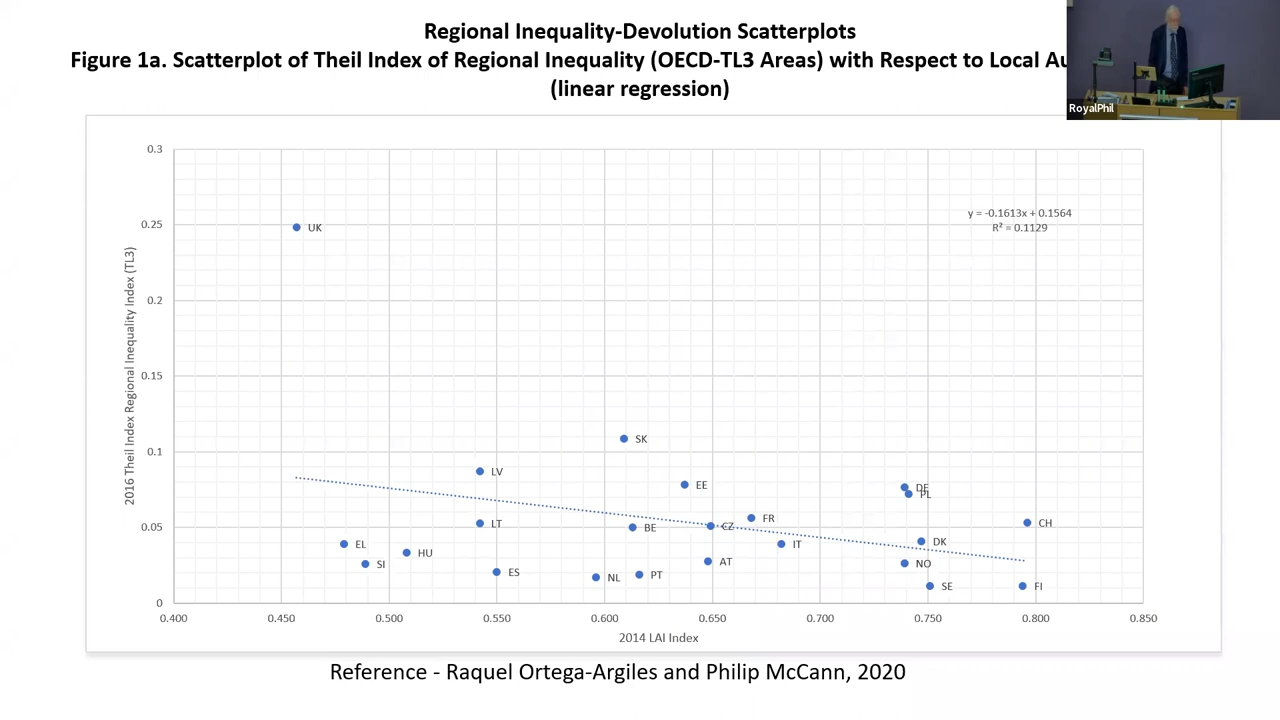 Regional Inequality-Devolution Scatterplots
Figure 1a. Scatterplot of Theil Index of Regional Inequality (OECD-TL3 Areas) with Respect to Local
(linear regression)
RoyalPhil
0.3
0.25
0.2
0.15
0.1
0.05
0
2016 Theil Index Regional Inequality Index (TL3)
y = -0.1613x + 0.1564
R² = 0.1129
UK
SK
LV
EE
DE
PL
FR
LT
BE
CZ
CH
EL
IT
DK
HU
SI
AT
NO
ES
NL
PT
SE
FI
0.400
0.450
0.500
0.550
0.600
0.650
0.700
0.750
0.800
0.850
2014 LAI Index
Reference - Raquel Ortega-Argiles and Philip McCann, 2020